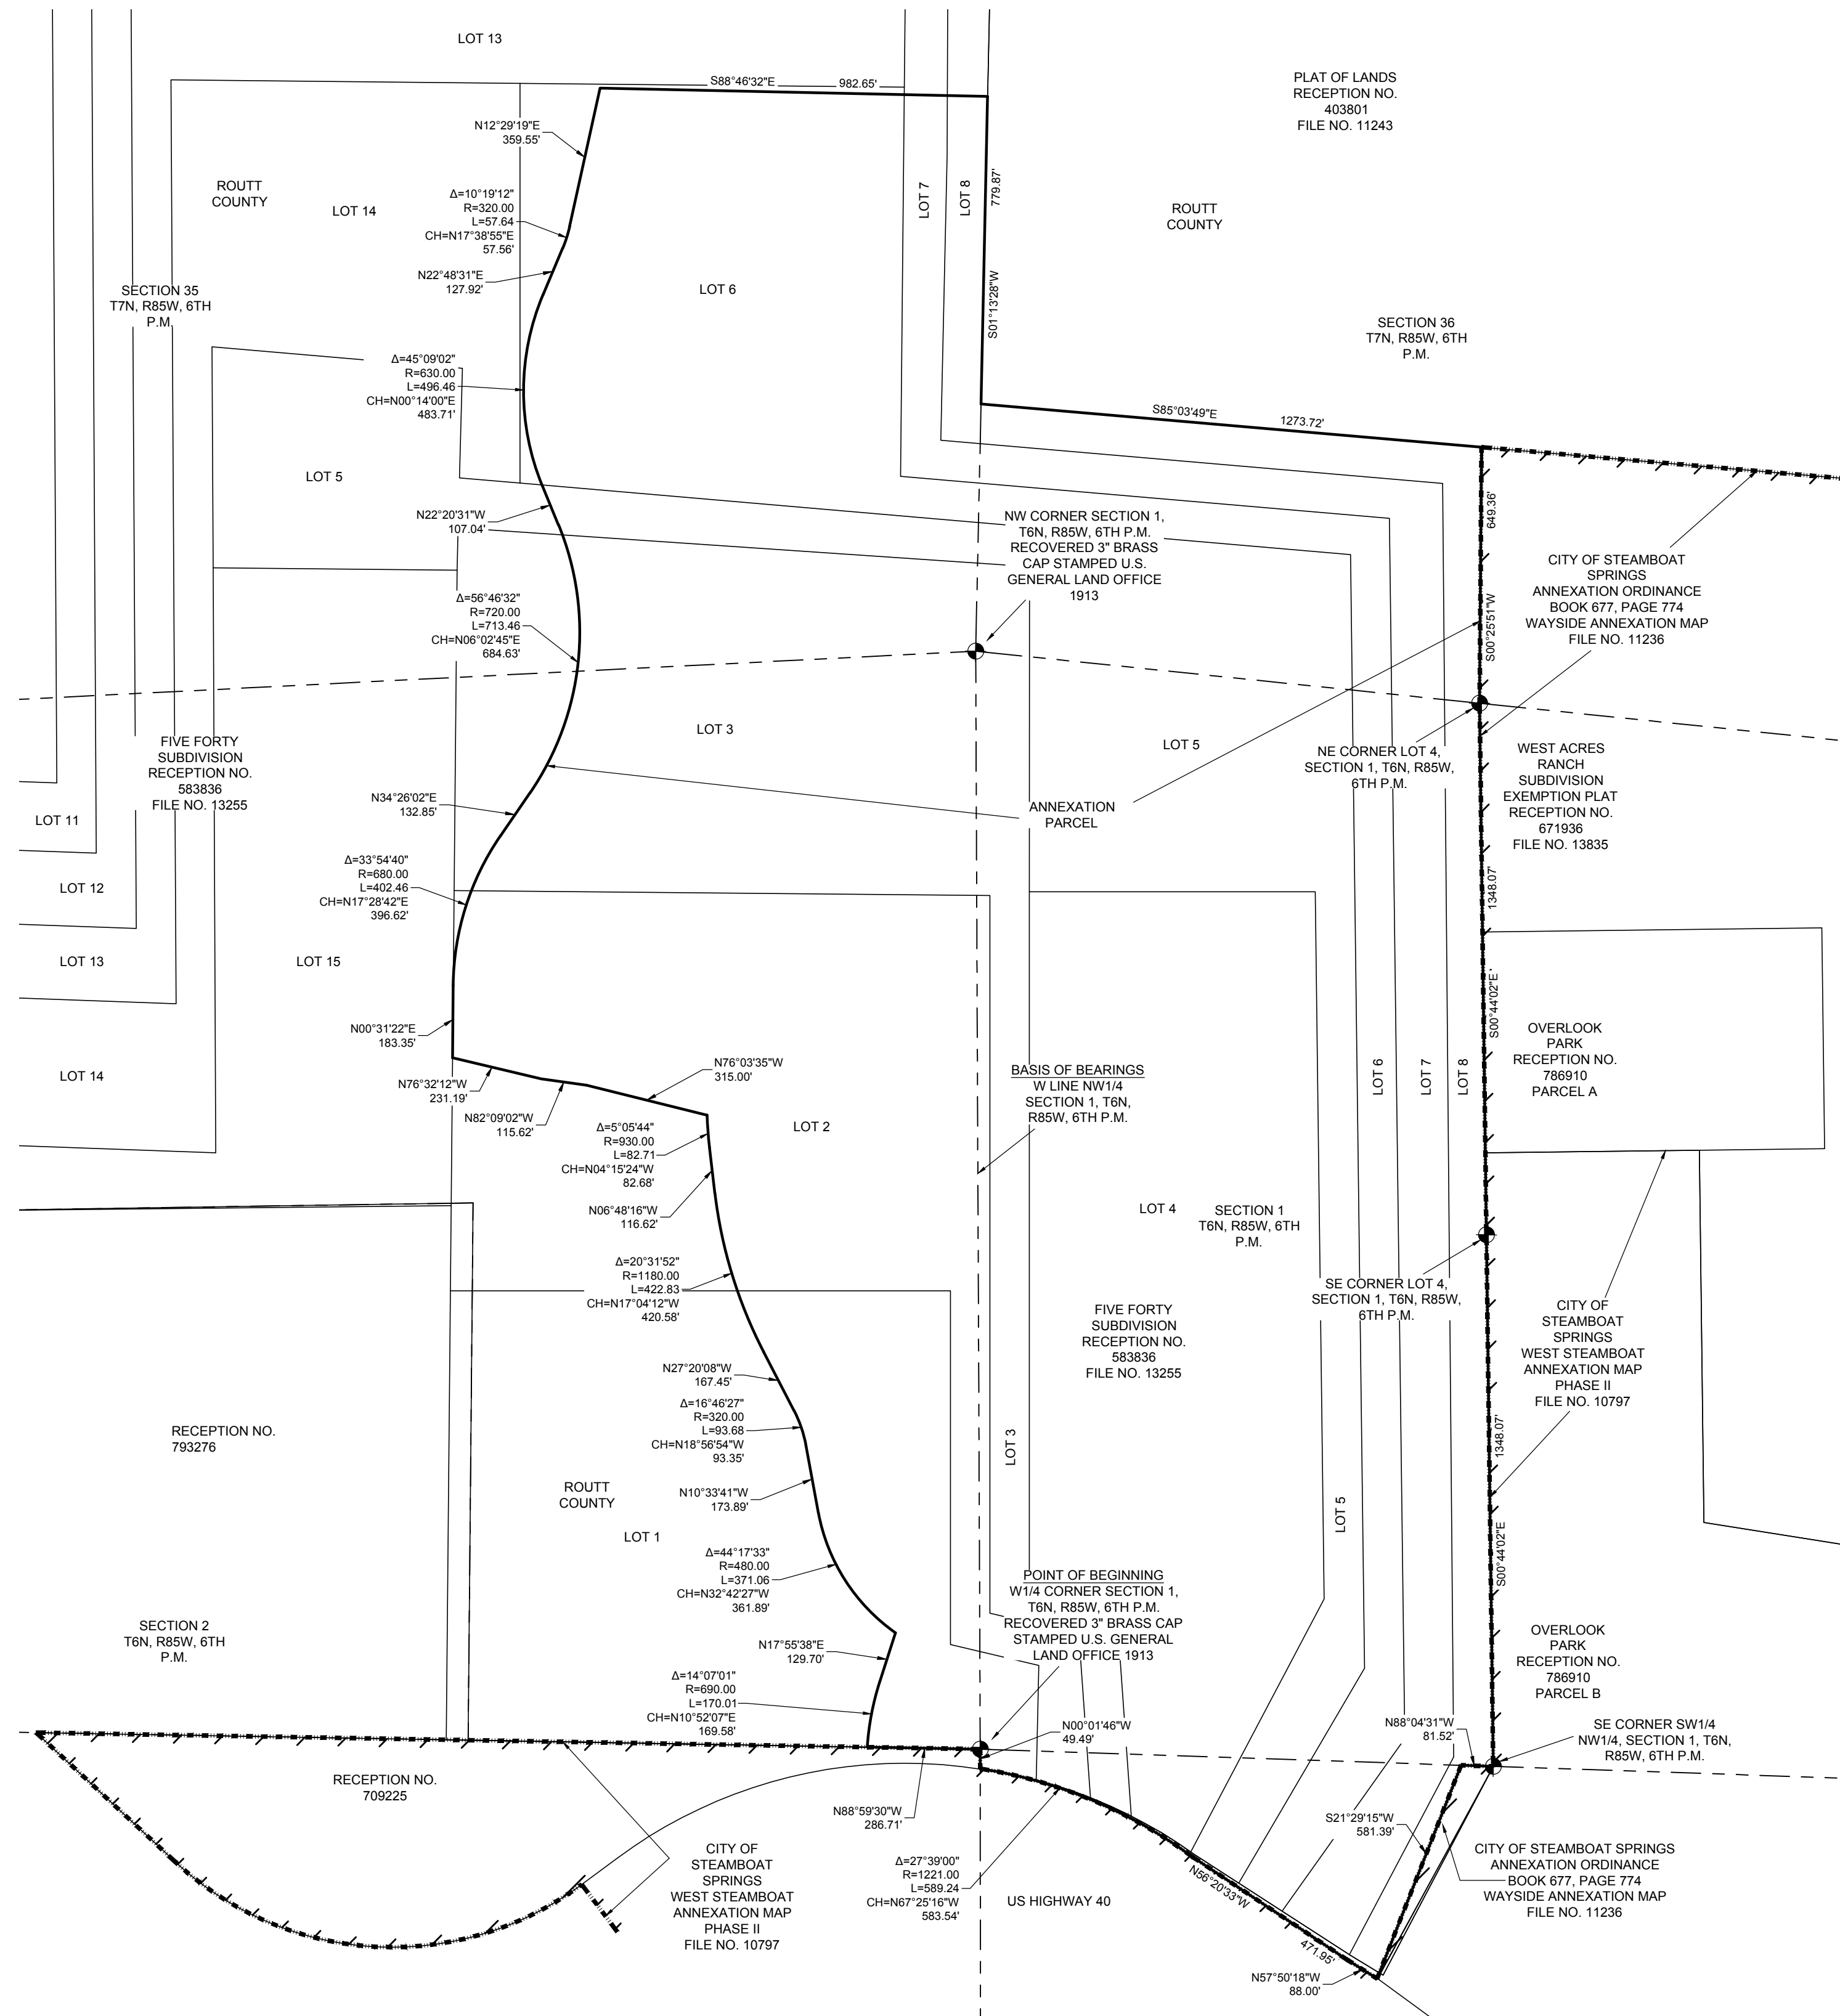 LOT 13
S88°46'32"E 982.65'
PLAT OF LANDS
RECEPTION NO.
403801
FILE NO. 11243
N12°29'19"E
359.55'
ROUTT
COUNTY
LOT 14
Δ=10°19'12"
R=320.00
L=57.64
CH=N17°38'55"E
57.56'
LOT 7
LOT 8
779.87'
S01°13'28"W
ROUTT
COUNTY
N22°48'31"E
127.92'
SECTION 35
T7N, R85W, 6TH
P.M.
LOT 6
SECTION 36
T7N, R85W, 6TH
P.M.
Δ=45°09'02"
R=630.00
L=496.46
CH=N00°14'00"E
483.71'
S85°03'49"E 1273.72'
LOT 5
N22°20'31"W
107.04'
NW CORNER SECTION 1,
T6N, R85W, 6TH P.M.
RECOVERED 3" BRASS
CAP STAMPED U.S.
GENERAL LAND OFFICE
1913
649.36'
S00°25'51"W
CITY OF STEAMBOAT
SPRINGS
ANNEXATION ORDINANCE
BOOK 677, PAGE 774
WAYSIDE ANNEXATION MAP
FILE NO. 11236
Δ=56°46'32"
R=720.00
L=713.46
CH=N06°02'45"E
684.63'
LOT 3
LOT 5
NE CORNER LOT 4,
SECTION 1, T6N, R85W,
6TH P.M.
WEST ACRES
RANCH
SUBDIVISION
EXEMPTION PLAT
RECEPTION NO.
671936
FILE NO. 13835
FIVE FORTY
SUBDIVISION
RECEPTION NO.
583836
FILE NO. 13255
N34°26'02"E
132.85'
ANNEXATION
PARCEL
LOT 11
LOT 12
Δ=33°54'40"
R=680.00
L=402.46
CH=N17°28'42"E
396.62'
1348.07'
S00°44'02"E
LOT 13
LOT 15
N00°31'22"E
183.35'
OVERLOOK
PARK
RECEPTION NO.
786910
PARCEL A
LOT 14
N76°32'12"W
231.19'
N76°03'35"W
315.00'
BASIS OF BEARINGS
W LINE NW1/4
SECTION 1, T6N,
R85W, 6TH P.M.
LOT 6
LOT 7
LOT 8
N82°09'02"W
115.62'
Δ=5°05'44"
R=930.00
L=82.71
CH=N04°15'24"W
82.68'
LOT 2
N06°48'16"W
116.62'
LOT 4
SECTION 1
T6N, R85W, 6TH
P.M.
Δ=20°31'52"
R=1180.00
L=422.83
CH=N17°04'12"W
420.58'
SE CORNER LOT 4,
SECTION 1, T6N, R85W,
6TH P.M.
FIVE FORTY
SUBDIVISION
RECEPTION NO.
583836
FILE NO. 13255
CITY OF
STEAMBOAT
SPRINGS
WEST STEAMBOAT
ANNEXATION MAP
PHASE II
FILE NO. 10797
N27°20'08"W
167.45'
Δ=16°46'27"
R=320.00
L=93.68
CH=N18°56'54"W
93.35'
RECEPTION NO.
793276
LOT 3
1348.07'
S00°44'02"E
N10°33'41"W
173.89'
ROUTT
COUNTY
LOT 5
LOT 1
Δ=44°17'33"
R=480.00
L=371.06
CH=N32°42'27"W
361.89'
POINT OF BEGINNING
W1/4 CORNER SECTION 1,
T6N, R85W, 6TH P.M.
RECOVERED 3" BRASS CAP
STAMPED U.S. GENERAL
LAND OFFICE 1913
SECTION 2
T6N, R85W, 6TH
P.M.
N17°55'38"E
129.70'
OVERLOOK
PARK
RECEPTION NO.
786910
PARCEL B
Δ=14°07'01"
R=690.00
L=170.01
CH=N10°52'07"E
169.58'
N00°01'46"W
49.49'
N88°04'31"W
81.52'
SE CORNER SW1/4
NW1/4, SECTION 1, T6N,
R85W, 6TH P.M.
RECEPTION NO.
709225
N88°59'30"W
286.71'
S21°29'15"W
581.39'
CITY OF
STEAMBOAT
SPRINGS
WEST STEAMBOAT
ANNEXATION MAP
PHASE II
FILE NO. 10797
Δ=27°39'00"
R=1221.00
L=589.24
CH=N67°25'16"W
583.54'
US HIGHWAY 40
N56°20'33"W
471.95'
CITY OF STEAMBOAT SPRINGS
ANNEXATION ORDINANCE
BOOK 677, PAGE 774
WAYSIDE ANNEXATION MAP
FILE NO. 11236
N57°50'18"W
88.00'